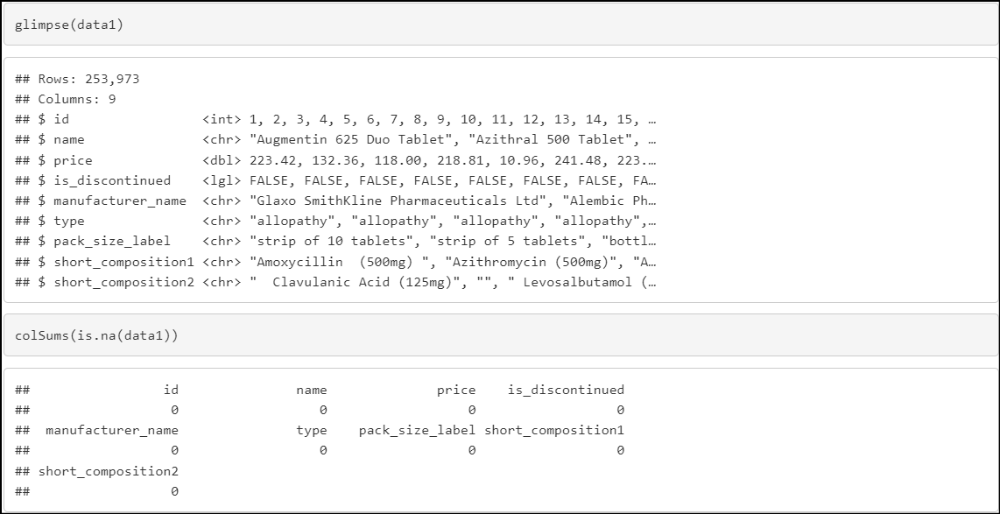 glimpse(data1)
## Rows: 253,973
## Columns: 9
## $ id                 <int> 1, 2, 3, 4, 5, 6, 7, 8, 9, 10, 11, 12, 13, 14, 15, …
## $ name               <chr> "Augmentin 625 Duo Tablet", "Azithral 500 Tablet", …
## $ price              <dbl> 223.42, 132.36, 118.00, 218.81, 10.96, 241.48, 223.…
## $ is_discontinued    <lgl> FALSE, FALSE, FALSE, FALSE, FALSE, FALSE, FALSE, FA…
## $ manufacturer_name  <chr> "Glaxo SmithKline Pharmaceuticals Ltd", "Alembic Ph…
## $ type               <chr> "allopathy", "allopathy", "allopathy", "allopathy",…
## $ pack_size_label    <chr> "strip of 10 tablets", "strip of 5 tablets", "bottl…
## $ short_composition1 <chr> "Amoxycillin  (500mg) ", "Azithromycin (500mg)", "A…
## $ short_composition2 <chr> "  Clavulanic Acid (125mg)", "", " Levosalbutamol (…
colSums(is.na(data1))
##                 id               name              price    is_discontinued
##                  0                  0                  0                  0
##  manufacturer_name               type    pack_size_label short_composition1
##                  0                  0                  0                  0
## short_composition2
##                  0